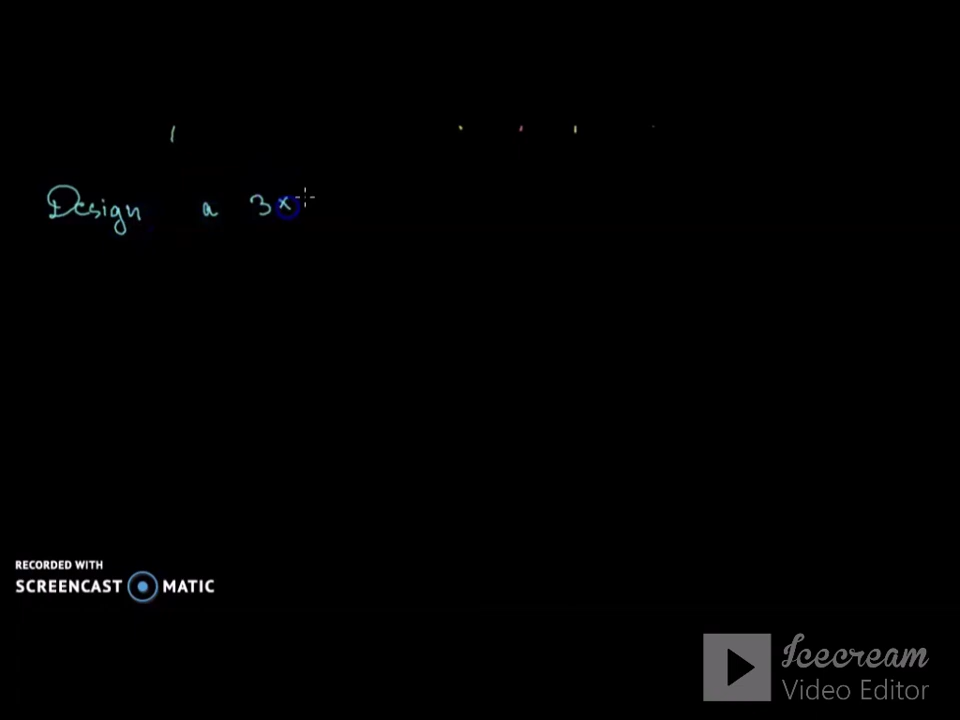 Design a 3x
RECORDED WITH
SCREENCAST MATIC
Icecream
Video Editor